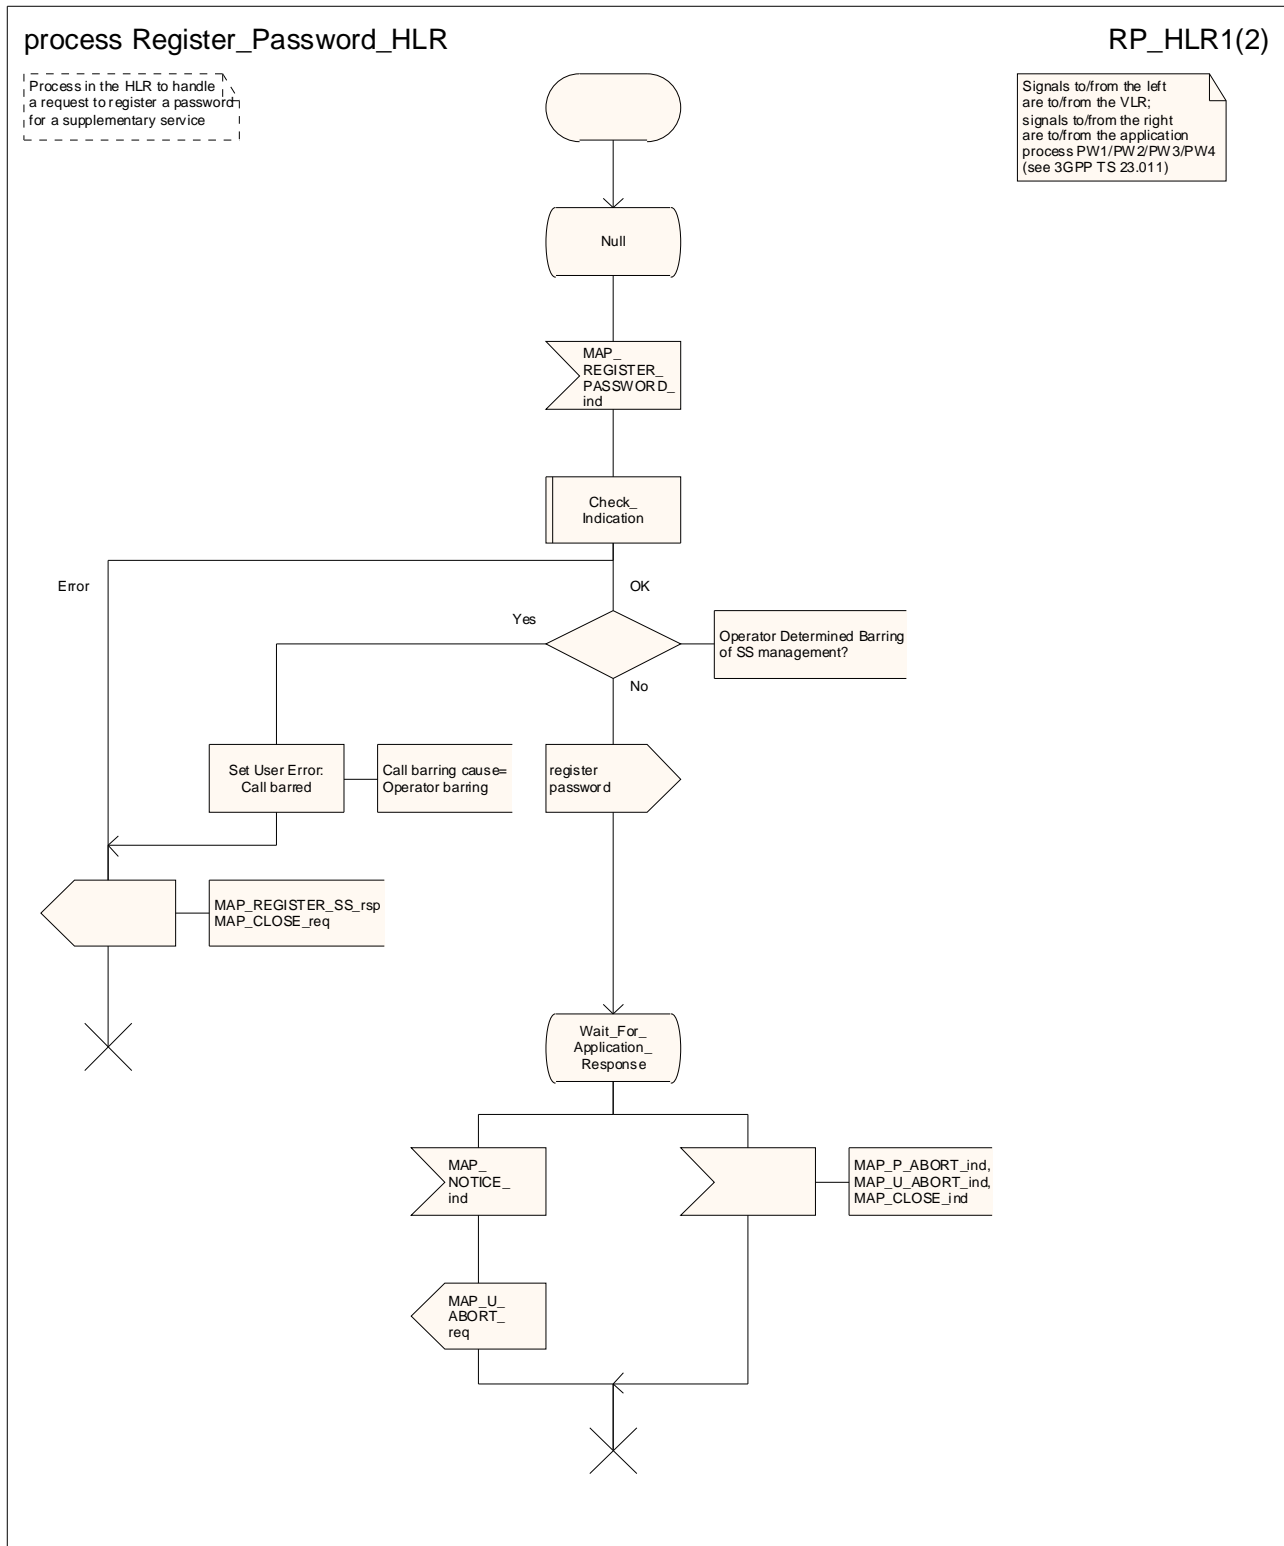 process Register_Password_HLR
RP_HLR1(2)
Process in the HLR to handle
a request to register a password
for a supplementary service
Signals to/from the left
are to/from the VLR;
signals to/from the right
are to/from the application
process PW1/PW2/PW3/PW4
(see 3GPP TS 23.011)
Null
MAP_
REGISTER_
PASSWORD_
ind
Check_
Indication
Error
OK
Yes
Operator Determined Barring
of SS management?
No
Set User Error:
Call barred
Call barring cause=
Operator barring
register
password
MAP_REGISTER_SS_rsp
MAP_CLOSE_req
Wait_For_
Application_
Response
MAP_
NOTICE_
ind
MAP_P_ABORT_ind,
MAP_U_ABORT_ind,
MAP_CLOSE_ind
MAP_U_
ABORT_
req